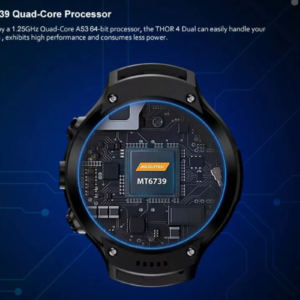 39 Quad-Core Processor
y a 1.25GHz Quad-Core A53 64-bit processor, the THOR 4 Dual can easily handle your
, exhibits high performance and consumes less power.
MEDIATEK
MT6739